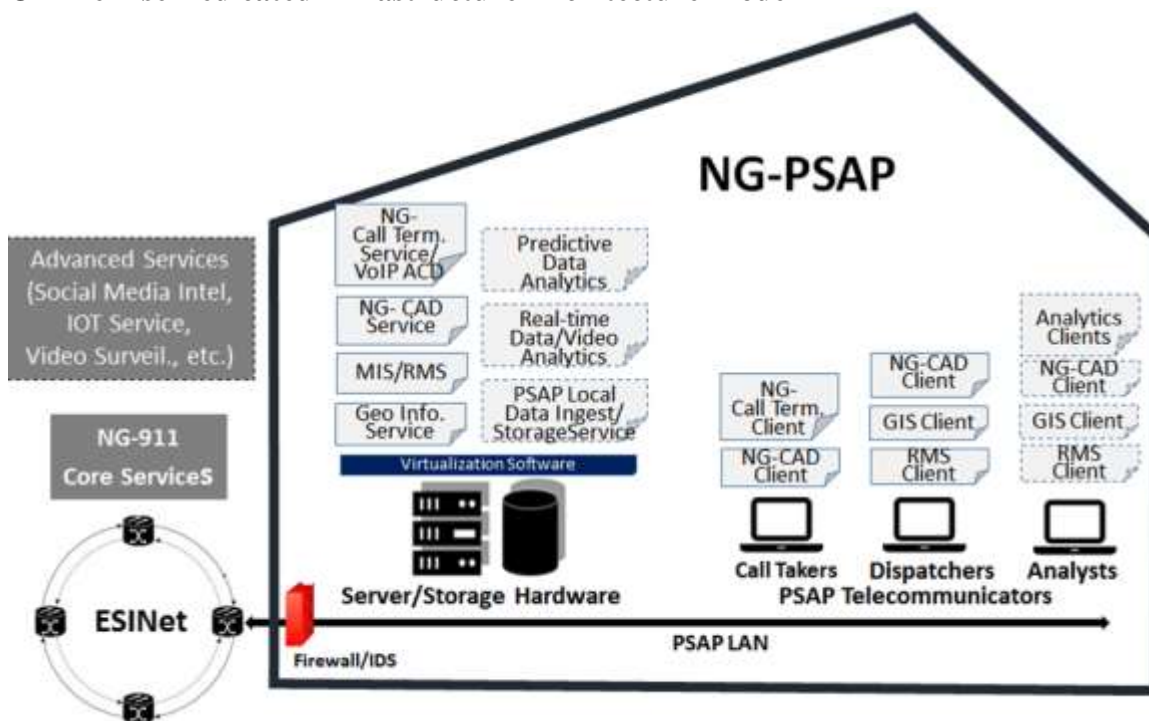 NG-PSAP
Advanced Services
(Social Media Intel,
IOT Service,
Video Surveil., etc.)
NG-911
Core Service$
ESINet
NG-
Call Term.
Service/
VoIP ACD
NG- CAD
Service
MIS/RMS
Geo Info.
Service
Predictive
Data
Analytics
Real-time
Data/Video
Analytics
PSAP Local
Data Ingest/
StorageService
Virtualization Software
Server/Storage Hardware
NG-
Call Term.
Client
NG-CAD
Client
Call Takers
NG-CAD
Client
GIS Client
RMS
Client
Dispatchers
Analytics
Clients
NG-CAD
Client
GIS Client
RMS
Client
Analysts
PSAP Telecommunicators
PSAP LAN
Firewall/IDS